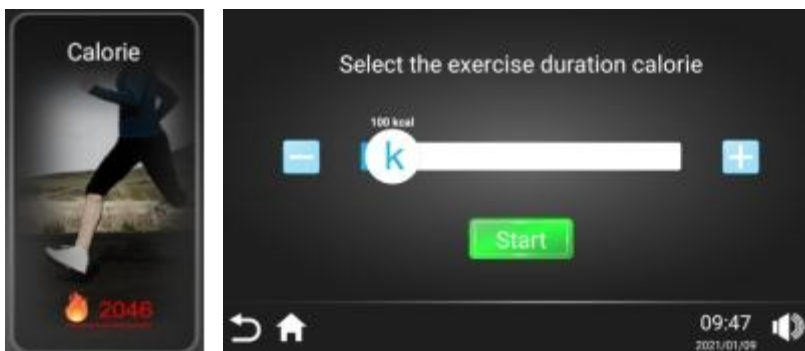 Calorie
2046
Select the exercise duration calorie
100 kcal
k
Start
09:47
2021/01/09